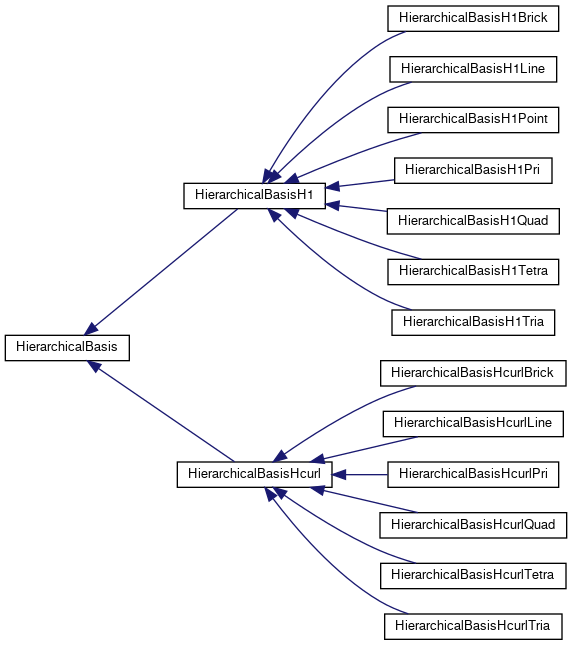 HierarchicalBasisH1Brick
HierarchicalBasisH1Line
HierarchicalBasisH1Point
HierarchicalBasisH1Pri
HierarchicalBasisH1
HierarchicalBasisH1Quad
HierarchicalBasisH1Tetra
HierarchicalBasisH1Tria
HierarchicalBasis
HierarchicalBasisHcurlBrick
HierarchicalBasisHcurlLine
HierarchicalBasisHcurl
HierarchicalBasisHcurlPri
HierarchicalBasisHcurlQuad
HierarchicalBasisHcurlTetra
HierarchicalBasisHcurlTria